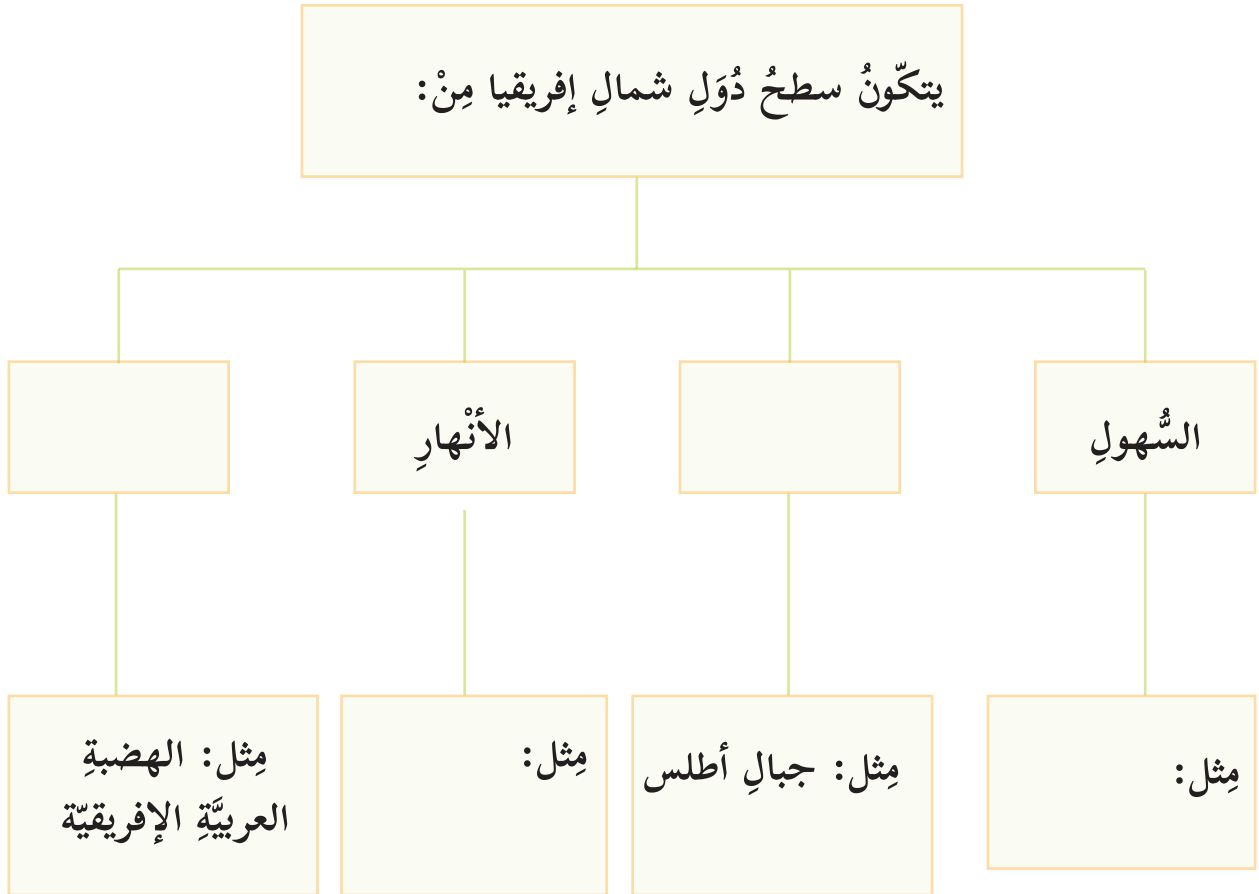 يتكّونُ سطحُ دُوَلِ شمالِ إفريقيا مِنْ:
السُّهولِ
الأنْهارِ
مِثل:
مِثل: جبالِ أطلس
مِثل:
مِثل: الهضبةِ
العربيَّةِ الإفريقيّة